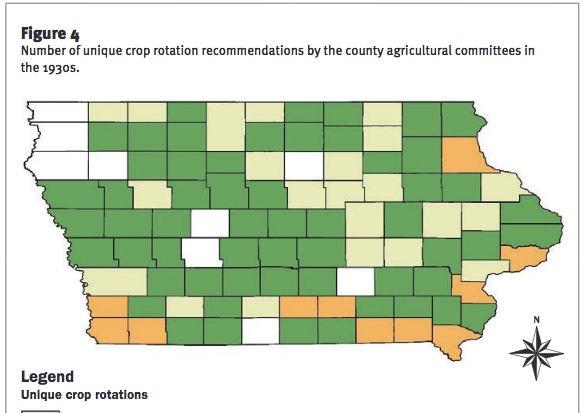 Figure 4
Number of unique crop rotation recommendations by the county agricultural committees in
the 1930s.
N
Legend
Unique crop rotations